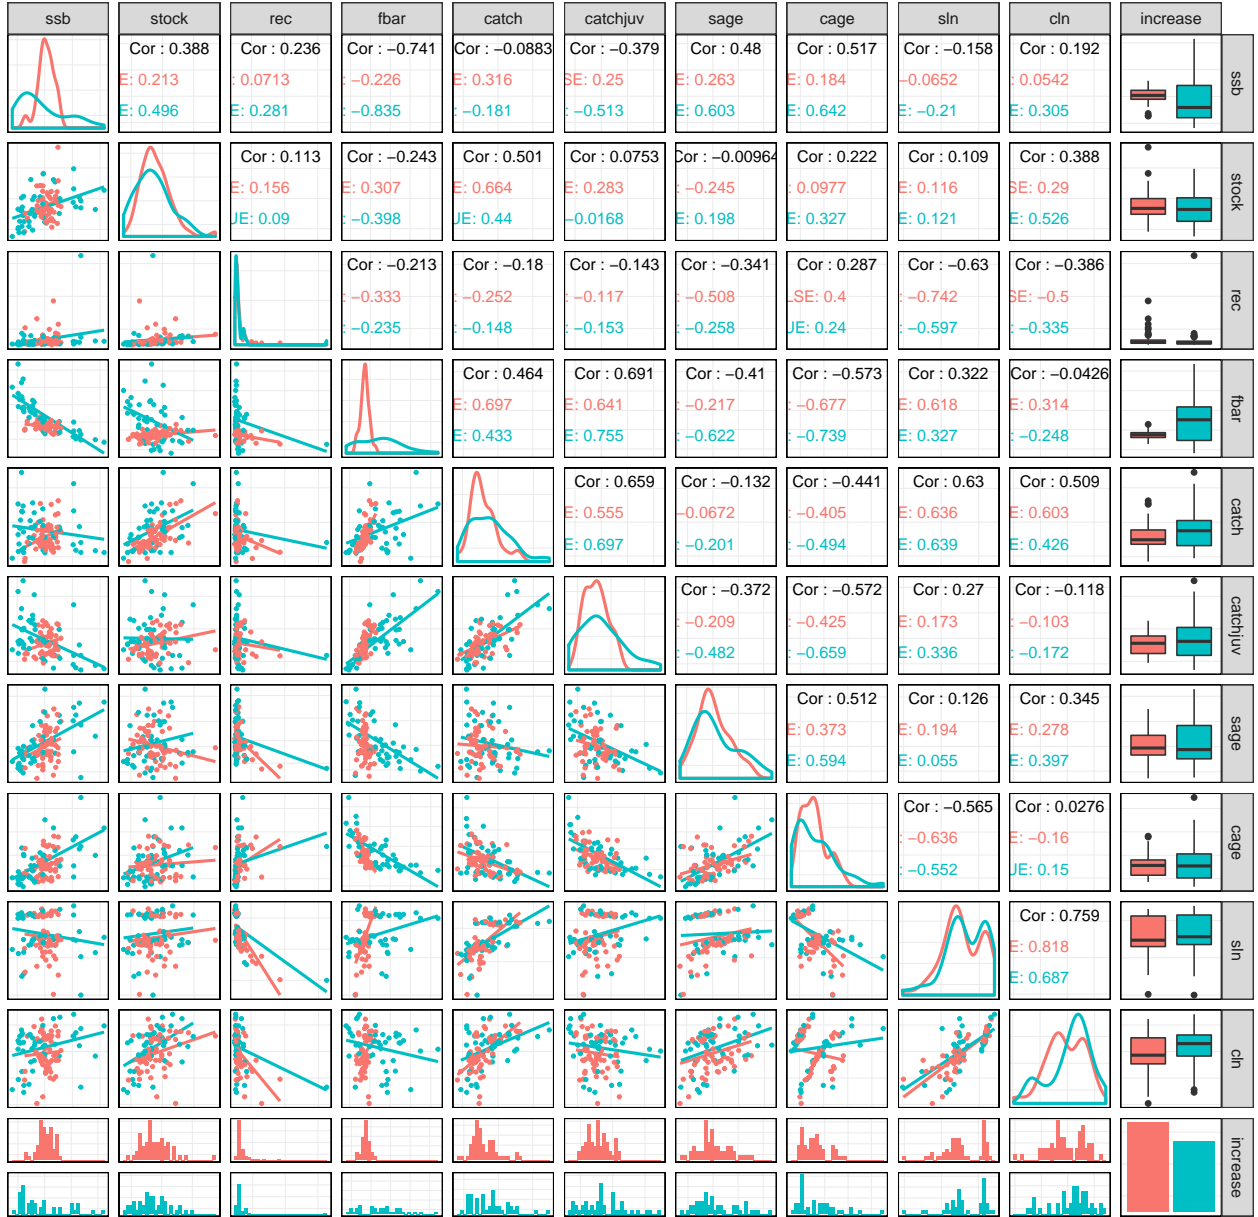 ssb stock rec fbar catch catchjuv sage cage sln cln increase
Cor : 0.388 Cor : 0.236 Cor : −0.741 Cor : −0.0883 Cor : −0.379 Cor : 0.48 Cor : 0.517 Cor : −0.158 Cor : 0.192
E: 0.213 : 0.0713 : −0.226 E: 0.316 SE: 0.25 E: 0.263 E: 0.184 −0.0652 : 0.0542
E: 0.496 E: 0.281 : −0.835 : −0.181 : −0.513 E: 0.603 E: 0.642 E: −0.21 E: 0.305
ssb
Cor : 0.113 Cor : −0.243 Cor : 0.501 Cor : 0.0753 Cor : −0.00964 Cor : 0.222 Cor : 0.109 Cor : 0.388
E: 0.156 E: 0.307 E: 0.664 E: 0.283 : −0.245 : 0.0977 E: 0.116 SE: 0.29
UE: 0.09 : −0.398 UE: 0.44 −0.0168 E: 0.198 E: 0.327 E: 0.121 E: 0.526
stock
Cor : −0.213 Cor : −0.18 Cor : −0.143 Cor : −0.341 Cor : 0.287 Cor : −0.63 Cor : −0.386
: −0.333 : −0.252 : −0.117 : −0.508 LSE: 0.4 : −0.742 SE: −0.5
: −0.235 : −0.148 : −0.153 : −0.258 UE: 0.24 : −0.597 : −0.335
rec
Cor : 0.464 Cor : 0.691 Cor : −0.41 Cor : −0.573 Cor : 0.322 Cor : −0.0426
E: 0.697 E: 0.641 : −0.217 : −0.677 E: 0.618 E: 0.314
E: 0.433 E: 0.755 : −0.622 : −0.739 E: 0.327 : −0.248
fbar
Cor : 0.659 Cor : −0.132 Cor : −0.441 Cor : 0.63 Cor : 0.509
E: 0.555 −0.0672 : −0.405 E: 0.636 E: 0.603
E: 0.697 : −0.201 : −0.494 E: 0.639 E: 0.426
catch
Cor : −0.372 Cor : −0.572 Cor : 0.27 Cor : −0.118
: −0.209 : −0.425 E: 0.173 : −0.103
: −0.482 : −0.659 E: 0.336 : −0.172
catchjuv
Cor : 0.512 Cor : 0.126 Cor : 0.345
E: 0.373 E: 0.194 E: 0.278
E: 0.594 E: 0.055 E: 0.397
sage
Cor : −0.565 Cor : 0.0276
: −0.636 E: −0.16
: −0.552 UE: 0.15
cage
Cor : 0.759
E: 0.818
E: 0.687
sln
cln
increase